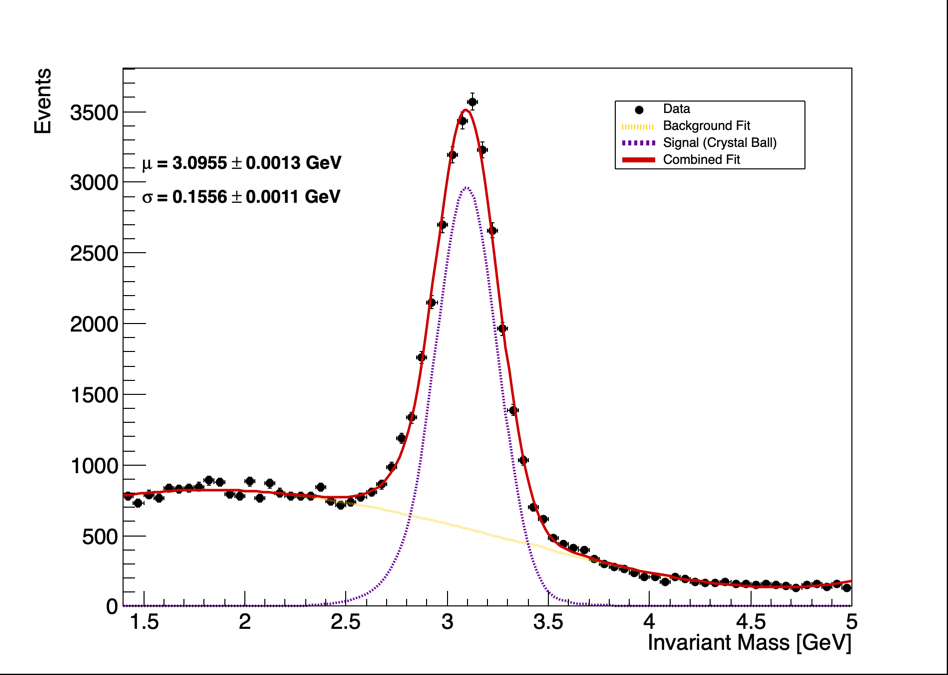 Events
3500
3000
2500
2000
1500
1000
500
0
μ = 3.0955 ± 0.0013 GeV
σ = 0.1556 ± 0.0011 GeV
Data
Background Fit
Signal (Crystal Ball)
Combined Fit
1.5 2 2.5 3 3.5 4 4.5 5
Invariant Mass [GeV]